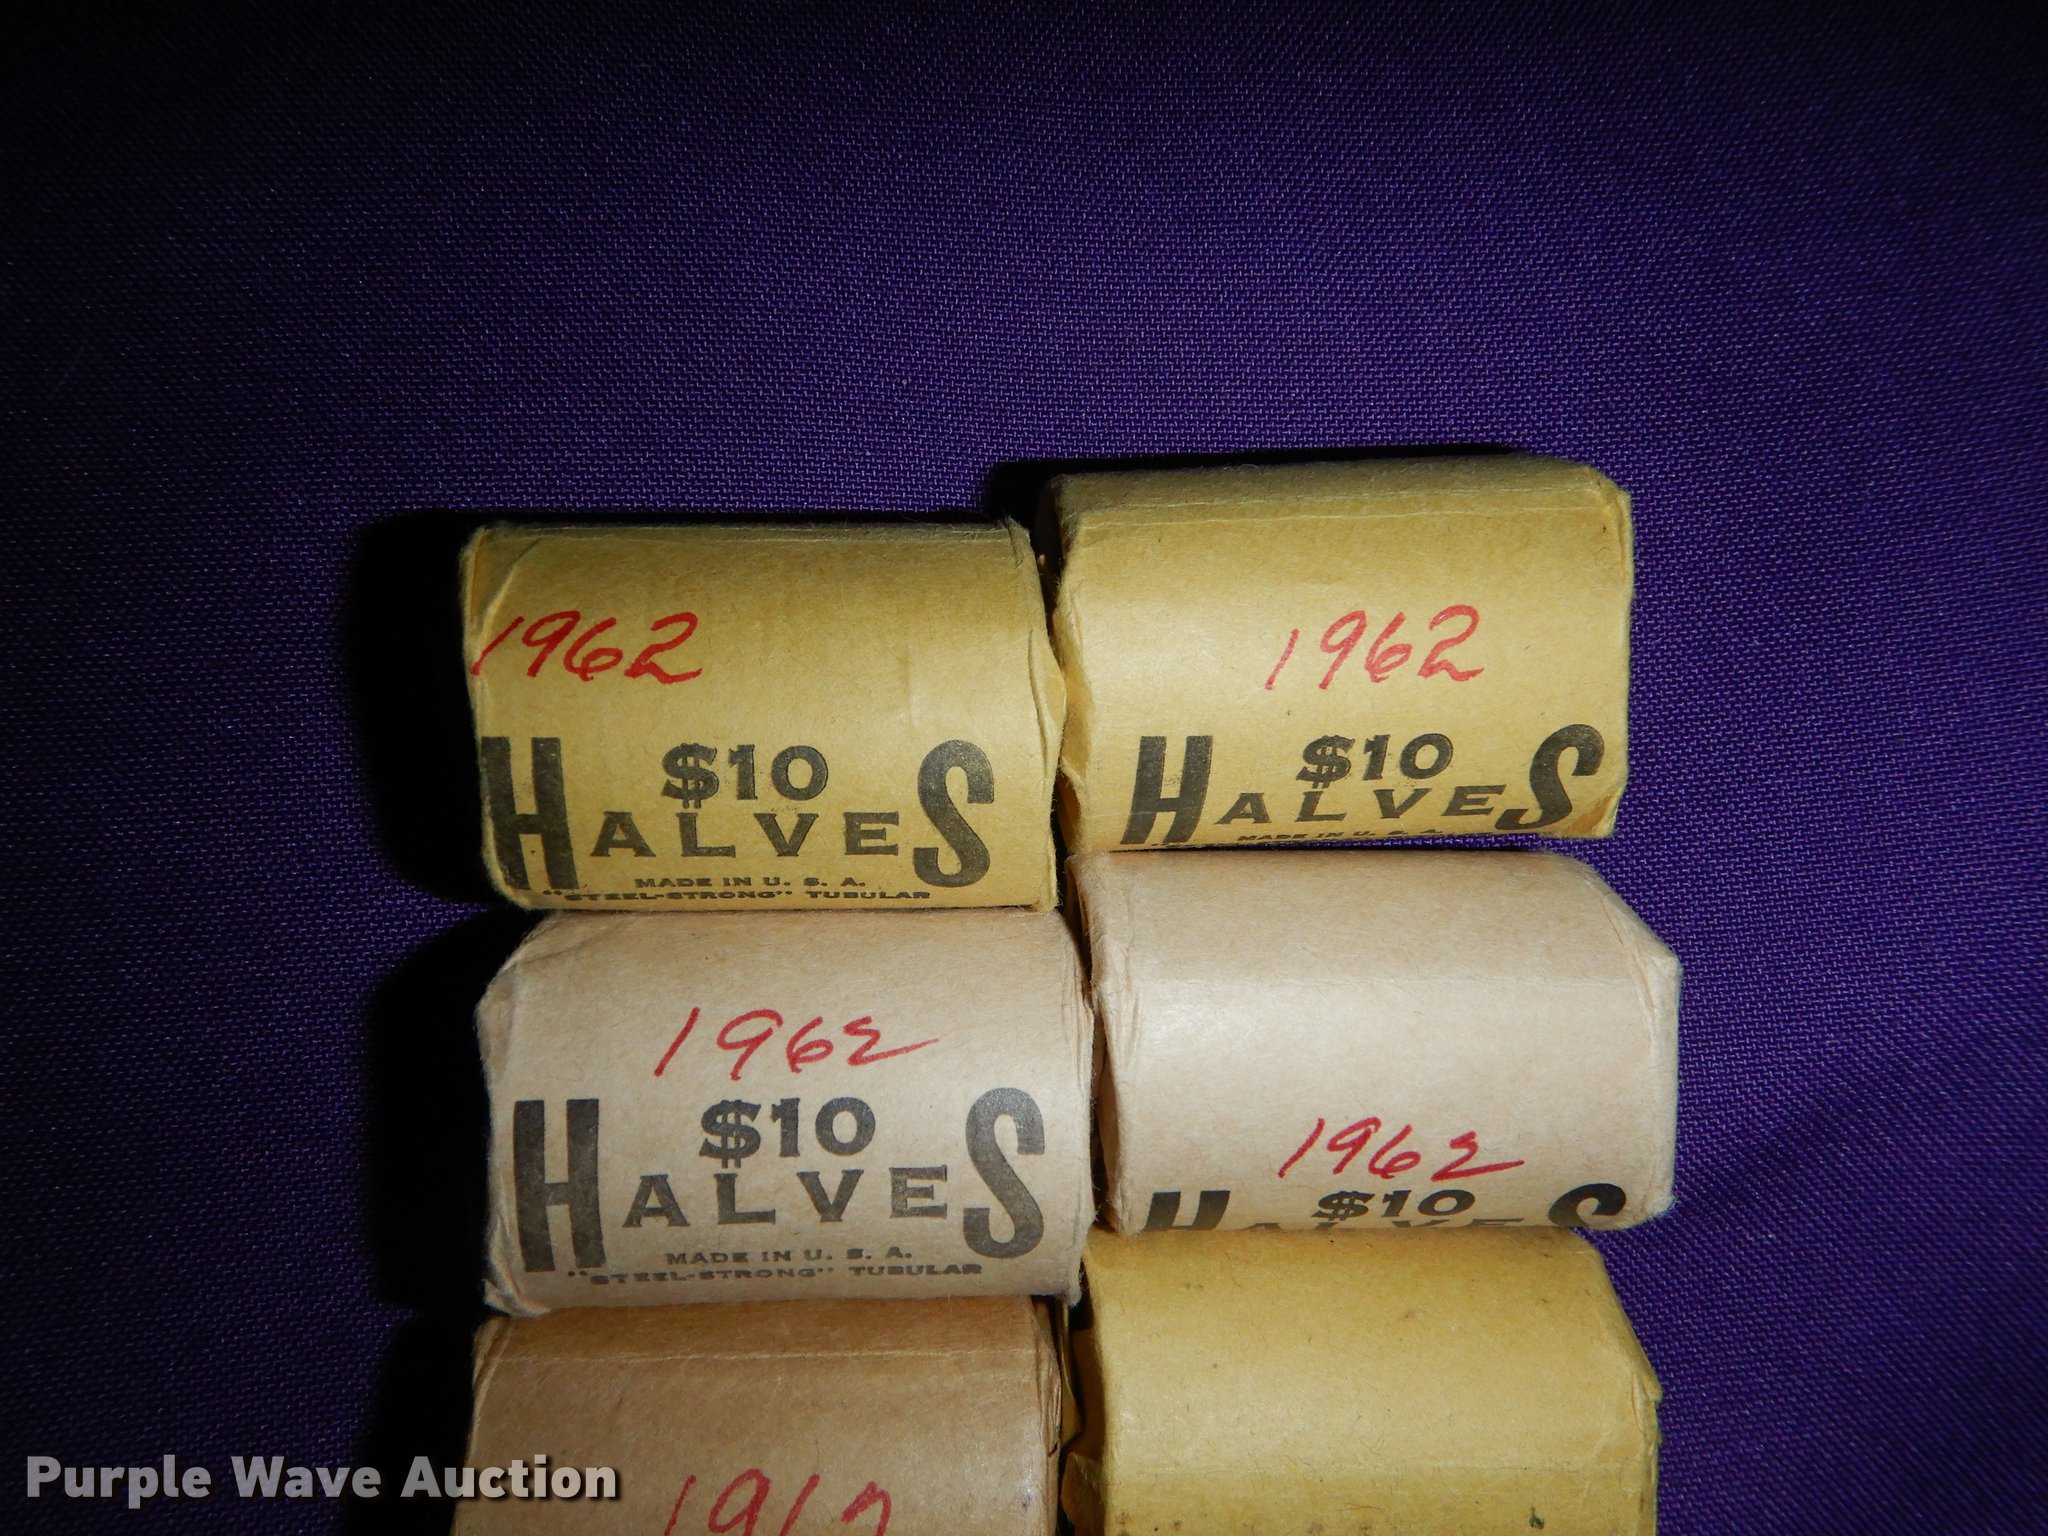 1962
$10
HALVES
MADE IN U. S. A.
"STEEL-STRONG" TUBULAR
1962
$10
HALVES
MADE IN U. S. A.
1962
$10
HALVES
MADE IN U. S. A.
"STEEL-STRONG" TUBULAR
1962
$10
HALVES
Purple Wave Auction